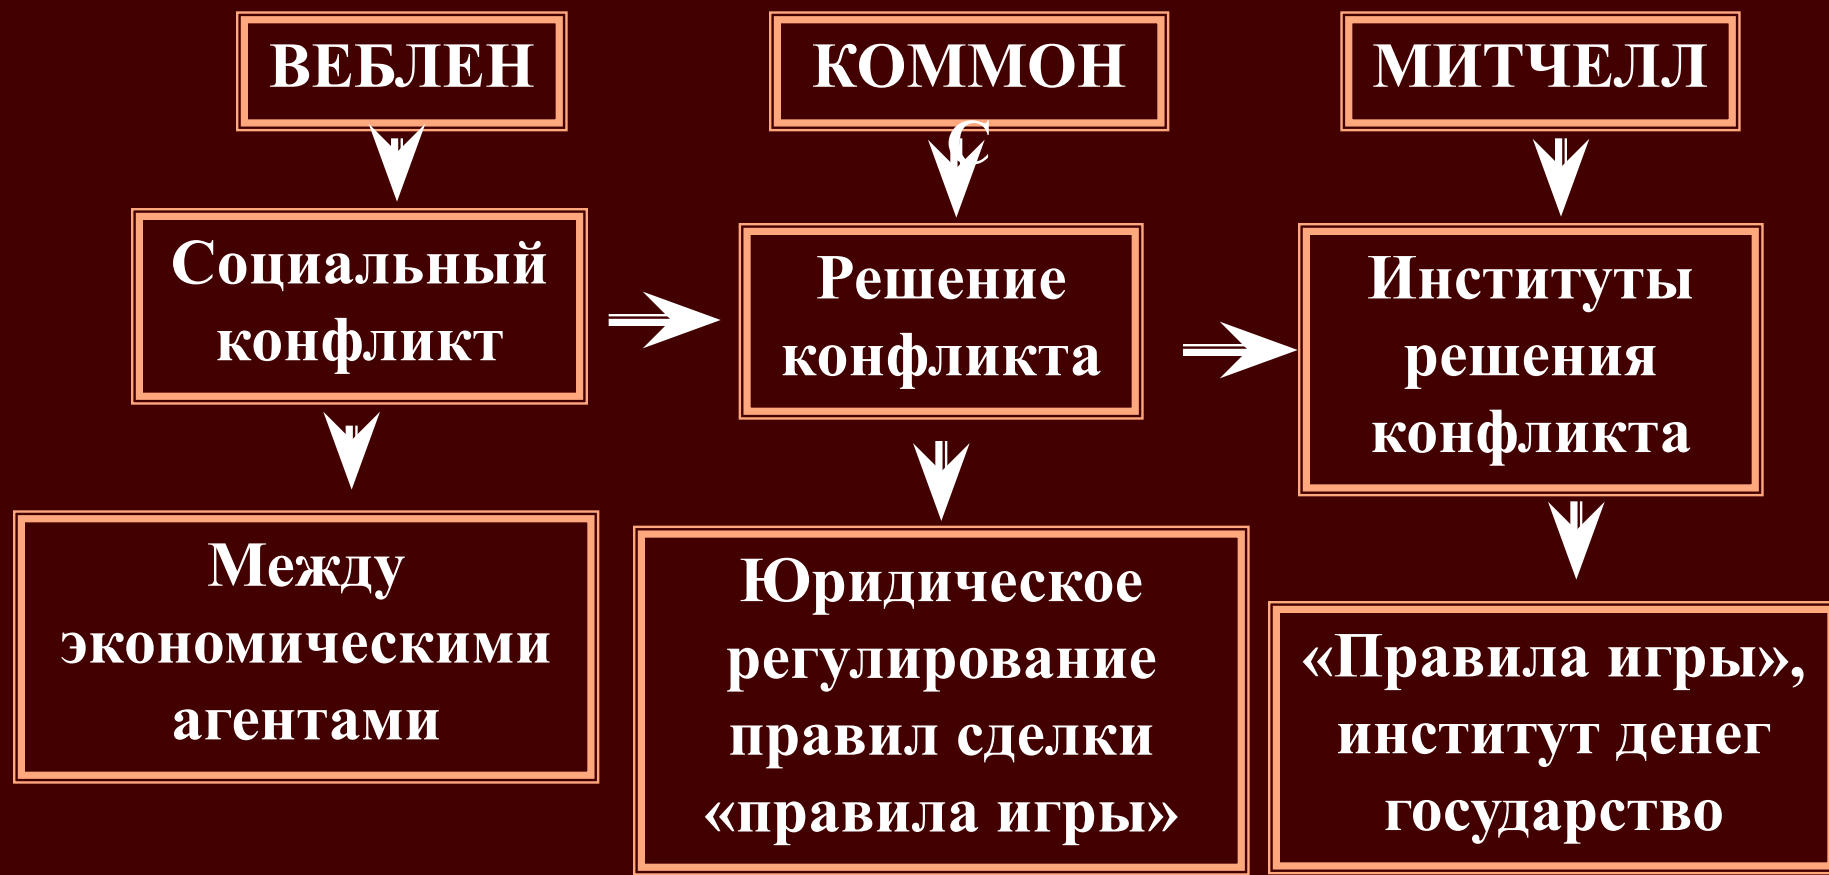 ВЕБЛЕН
Социальный
конфликт
Между
экономическими
агентами
КОММОН
С
Решение
конфликта
Юридическое
регулирование
правил сделки
«правила игры»
МИТЧЕЛЛ
Институты
решения
конфликта
«Правила игры»,
институт денег
государство